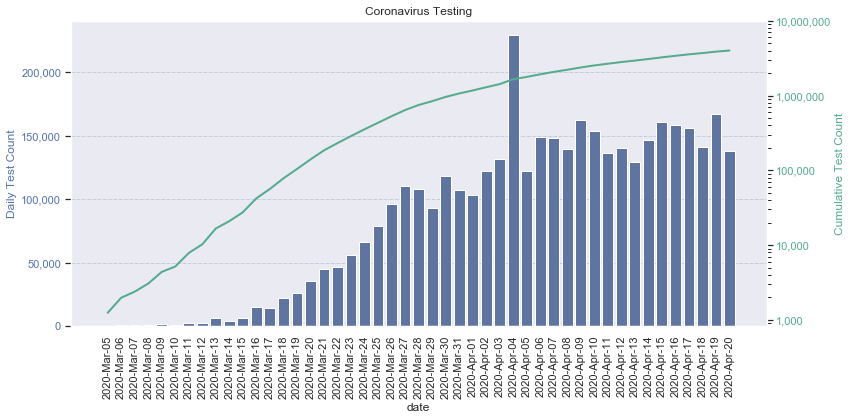 Coronavirus Testing
Daily Test Count
200,000
150,000
100,000
50,000
0
10,000,000
1,000,000
100,000
10,000
1,000
Cumulative Test Count
2020-Mar-05
2020-Mar-06
2020-Mar-07
2020-Mar-08
2020-Mar-09
2020-Mar-10
2020-Mar-11
2020-Mar-12
2020-Mar-13
2020-Mar-14
2020-Mar-15
2020-Mar-16
2020-Mar-17
2020-Mar-18
2020-Mar-19
2020-Mar-20
2020-Mar-21
2020-Mar-22
2020-Mar-23
2020-Mar-24
2020-Mar-25
2020-Mar-26
2020-Mar-27
2020-Mar-28
2020-Mar-29
2020-Mar-30
2020-Mar-31
2020-Apr-01
2020-Apr-02
2020-Apr-03
2020-Apr-04
2020-Apr-05
2020-Apr-06
2020-Apr-07
2020-Apr-08
2020-Apr-09
2020-Apr-10
2020-Apr-11
2020-Apr-12
2020-Apr-13
2020-Apr-14
2020-Apr-15
2020-Apr-16
2020-Apr-17
2020-Apr-18
2020-Apr-19
2020-Apr-20
date